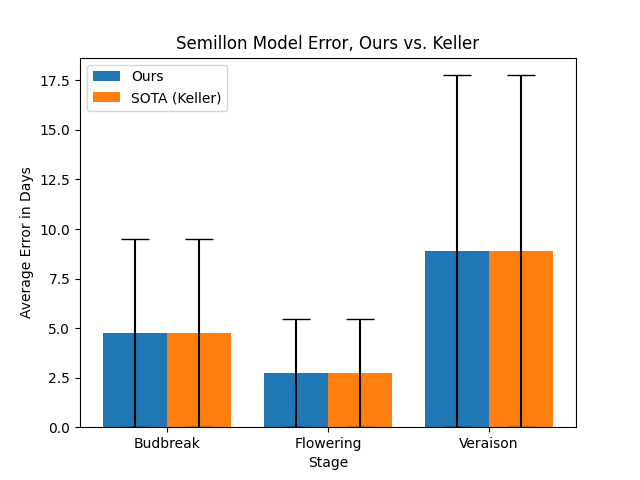 Semillon Model Error, Ours vs. Keller
Ours
SOTA (Keller)
Average Error in Days
17.5
15.0
12.5
10.0
7.5
5.0
2.5
0.0
Budbreak
Flowering
Veraison
Stage